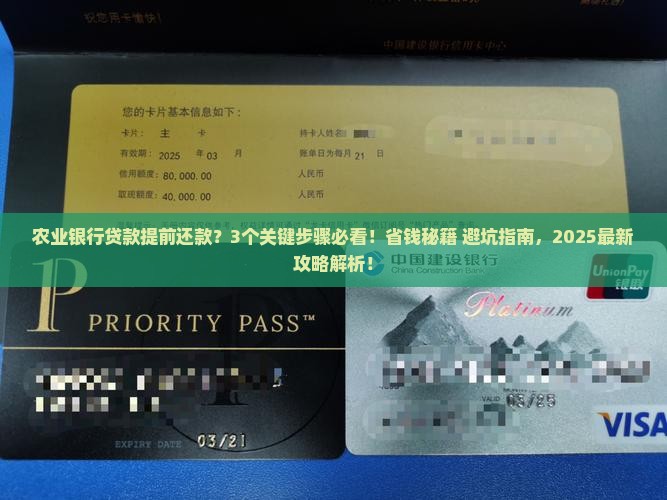 祝您用卡愉快!
中国建设银行信用卡中心
您的卡片基本信息如下:
卡片: 主 卡
持卡人姓名
有效期: 2025 年 03 月
账单日为每月 21 日
信用额度: 80,000.00 人民币
取现额度: 40,000.00 人民币
农业银行贷款提前还款?3个关键步骤必看!省钱秘籍 避坑指南,2025最新
攻略解析!
中国建设银行
UnionPay
银联
Platinum
P
PRIORITY PASS™
VALID 03/25
VISA
EXPIRY DATE 03/21